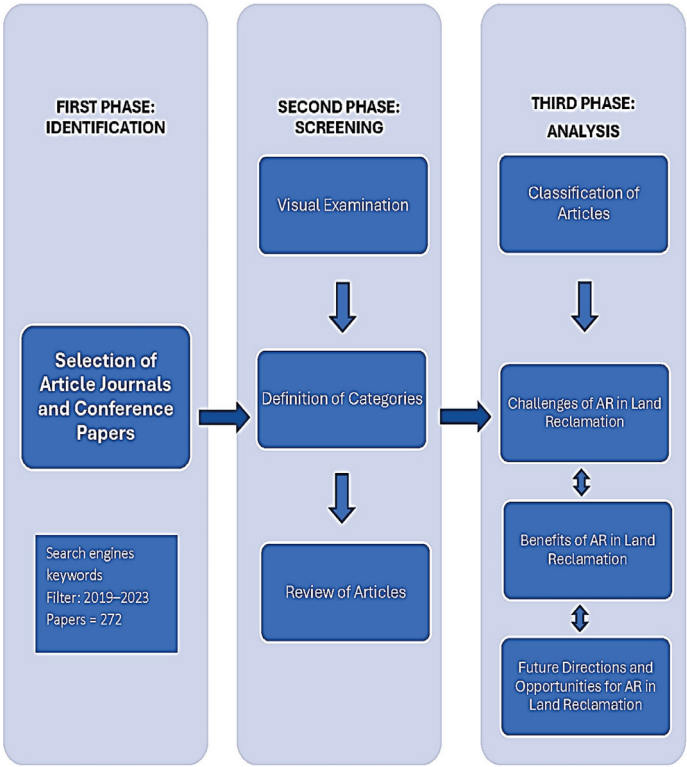 FIRST PHASE:
IDENTIFICATION
Selection of
Article Journals
and Conference
Papers
Search engines
keywords
Filter: 2019–2023
Papers = 272
SECOND PHASE:
SCREENING
Visual Examination
Definition of Categories
Review of Articles
THIRD PHASE:
ANALYSIS
Classification of
Articles
Challenges of AR in Land
Reclamation
Benefits of AR in Land
Reclamation
Future Directions and
Opportunities for AR in
Land Reclamation